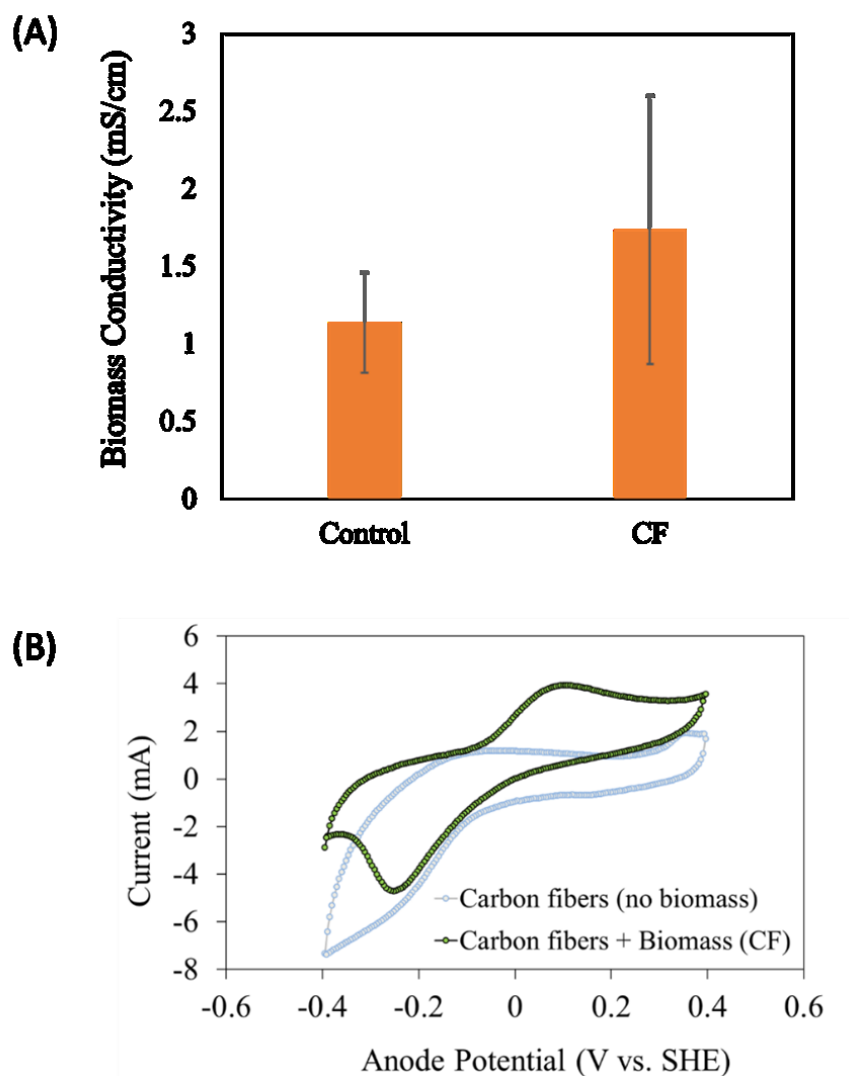 (A)
Biomass Conductivity (mS/cm)
3
2.5
2
1.5
1
0.5
0
Control
CF
(B)
Current (mA)
6
4
2
0
-2
-4
-6
-8
Carbon fibers (no biomass)
Carbon fibers + Biomass (CF)
-0.6
-0.4
-0.2
0
0.2
0.4
0.6
Anode Potential (V vs. SHE)